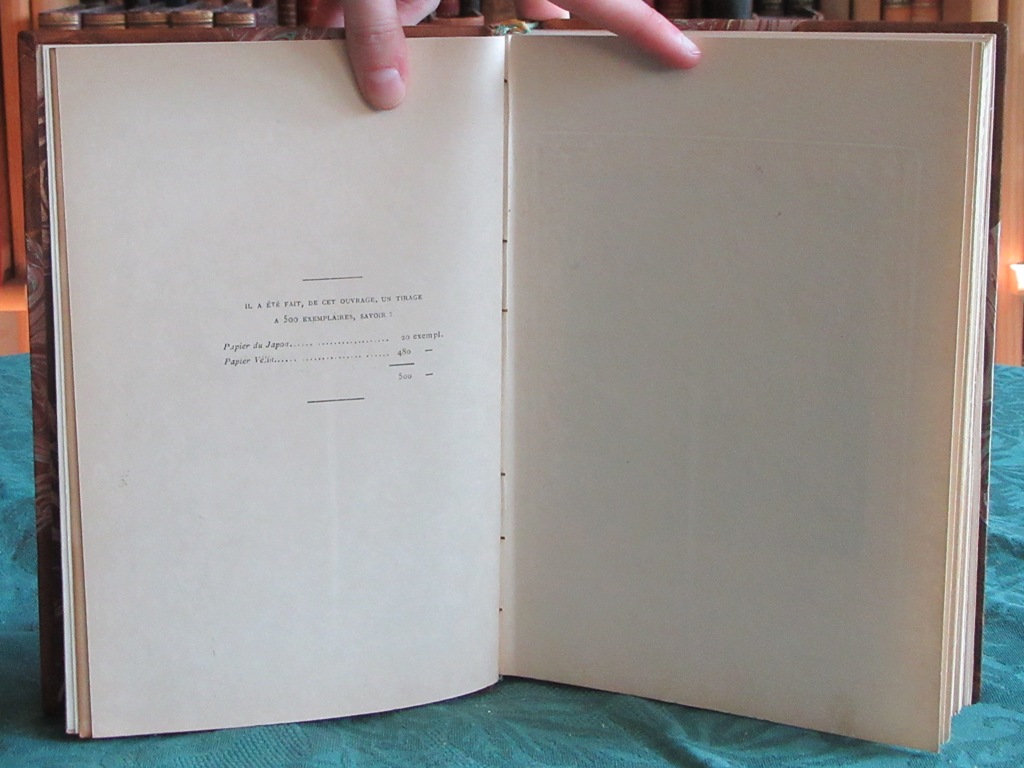 IL A ÉTÉ FAIT, DE CET OUVRAGE, UN TIRAGE
A 500 EXEMPLAIRES, SAVOIR :
Papier du Japon...... .................. 20 exempl.
Papier Vélin...... ...................... 480 —
500 —